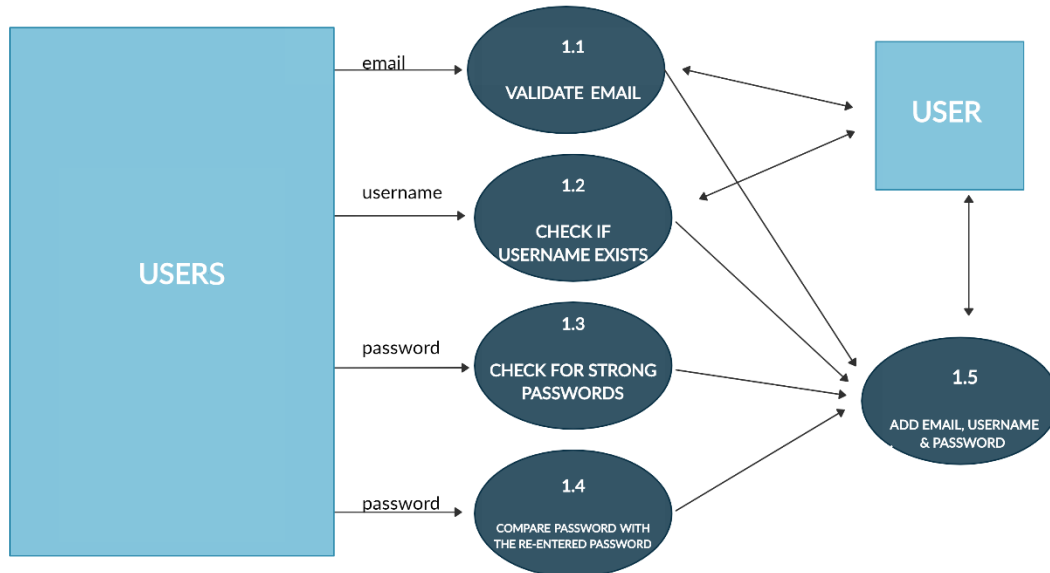 USERS
email
username
password
password
1.1
VALIDATE EMAIL
1.2
CHECK IF
USERNAME EXISTS
1.3
CHECK FOR STRONG
PASSWORDS
1.4
COMPARE PASSWORD WITH
THE RE-ENTERED PASSWORD
USER
1.5
ADD EMAIL, USERNAME
& PASSWORD